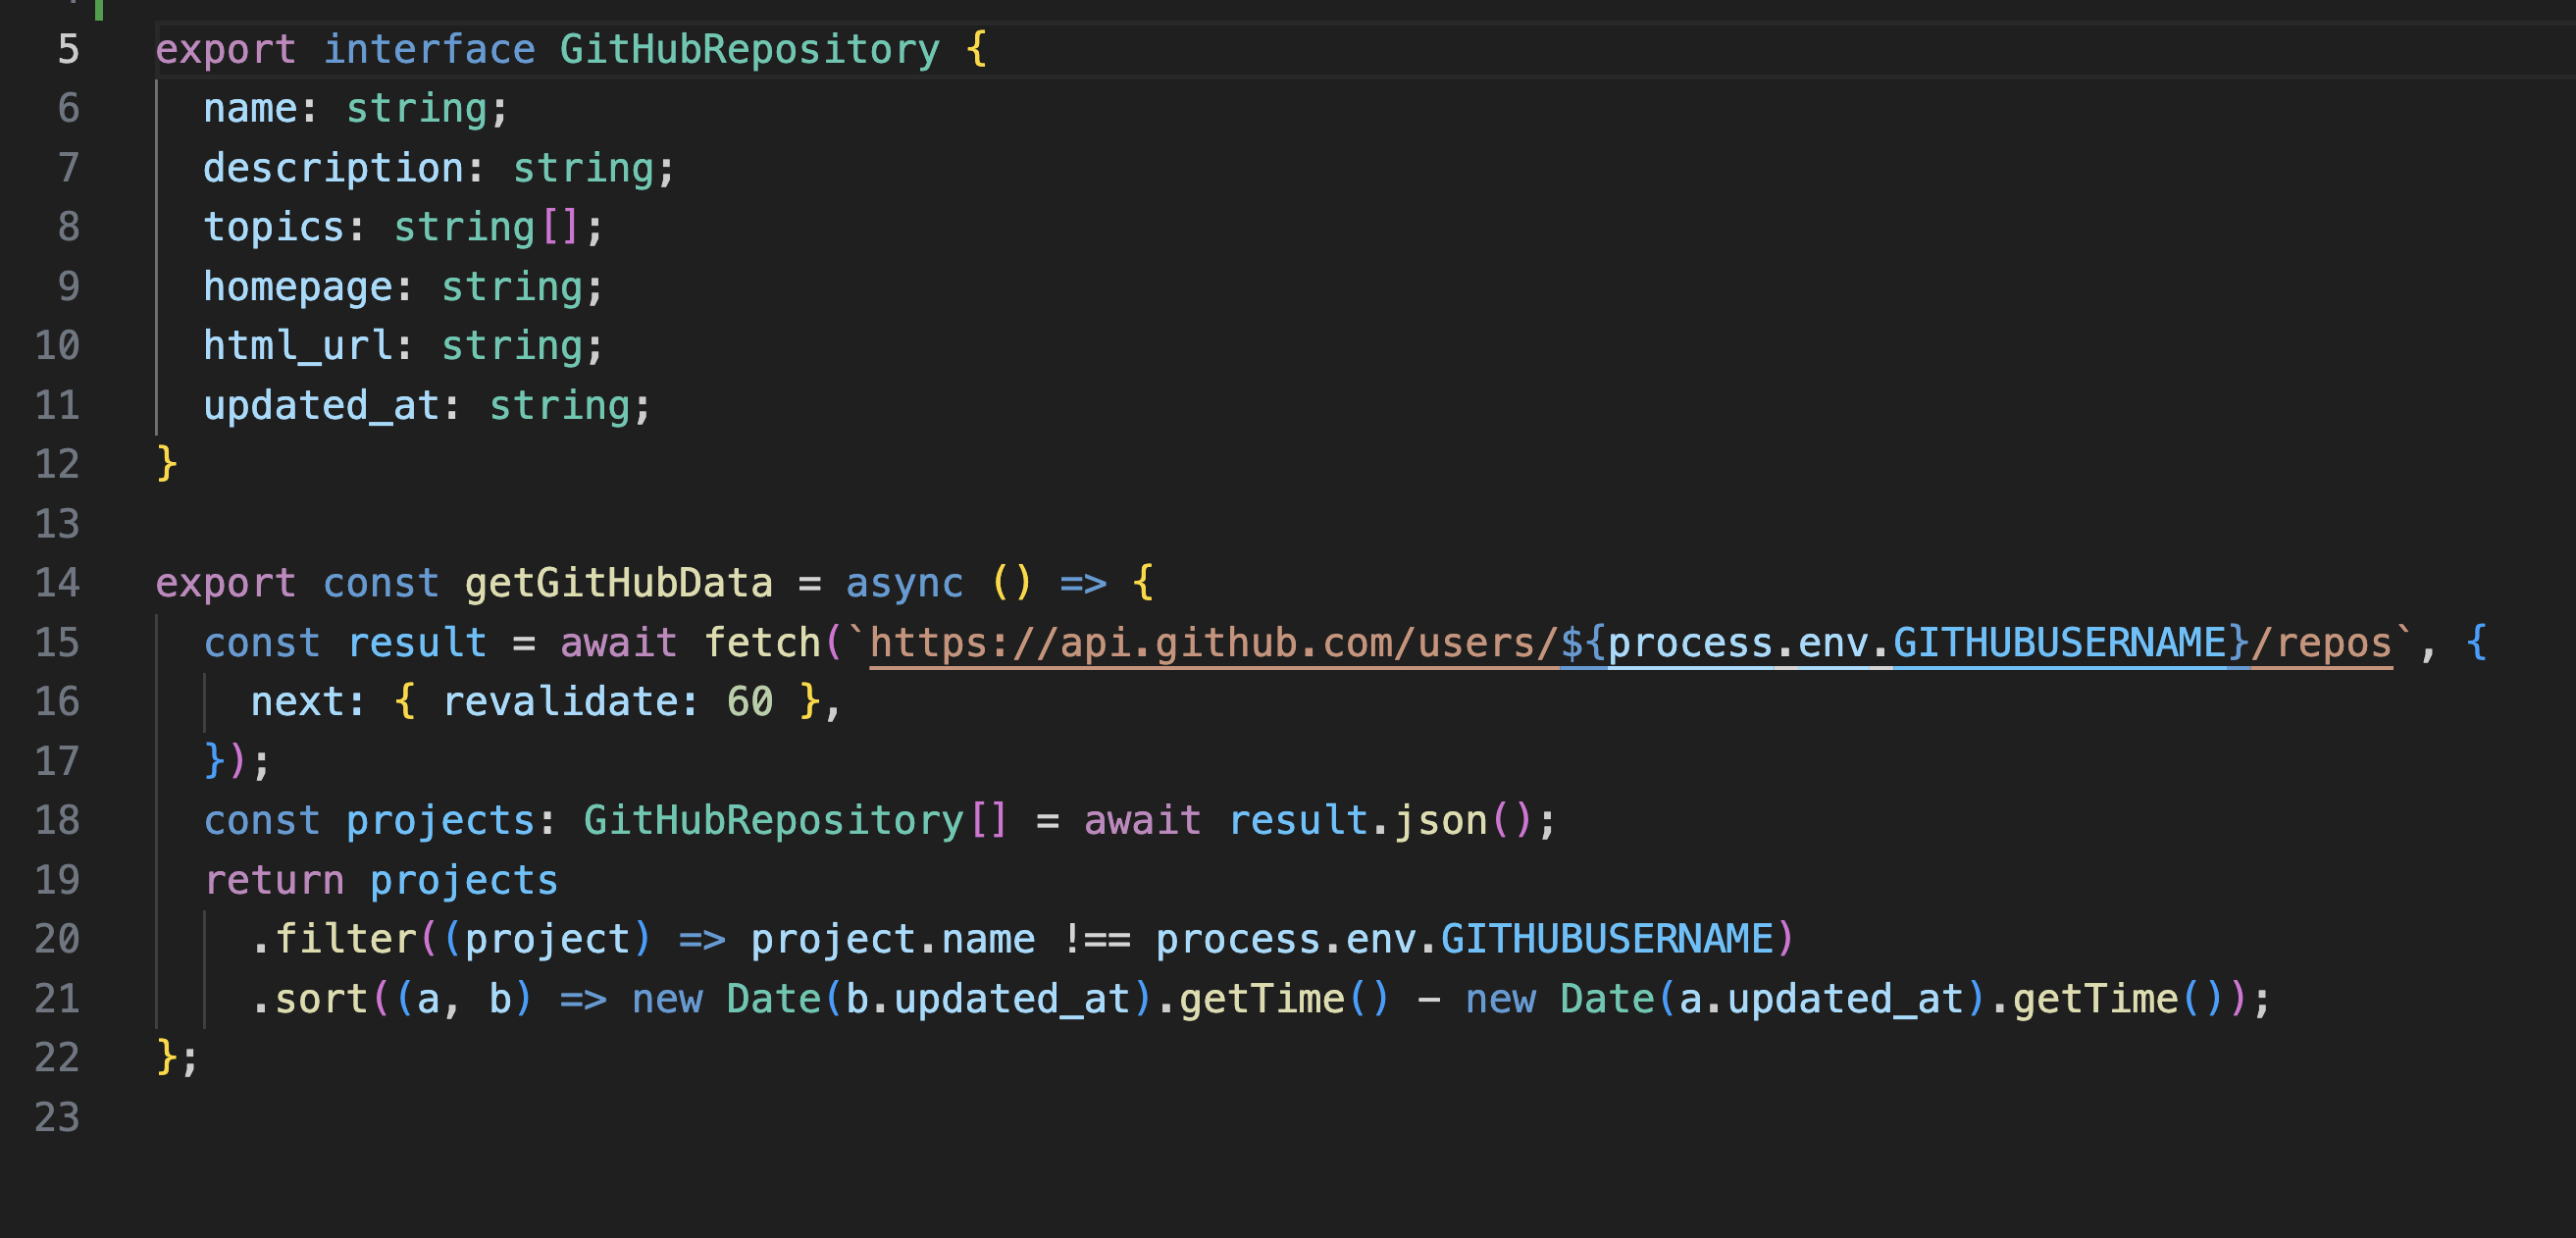 5 export interface GitHubRepository {
6   name: string;
7   description: string;
8   topics: string[];
9   homepage: string;
10   html_url: string;
11   updated_at: string;
12 }
13
14 export const getGitHubData = async () => {
15   const result = await fetch(`https://api.github.com/users/${process.env.GITHUBUSERNAME}/repos`, {
16     next: { revalidate: 60 },
17   });
18   const projects: GitHubRepository[] = await result.json();
19   return projects
20     .filter((project) => project.name !== process.env.GITHUBUSERNAME)
21     .sort((a, b) => new Date(b.updated_at).getTime() - new Date(a.updated_at).getTime());
22 };
23